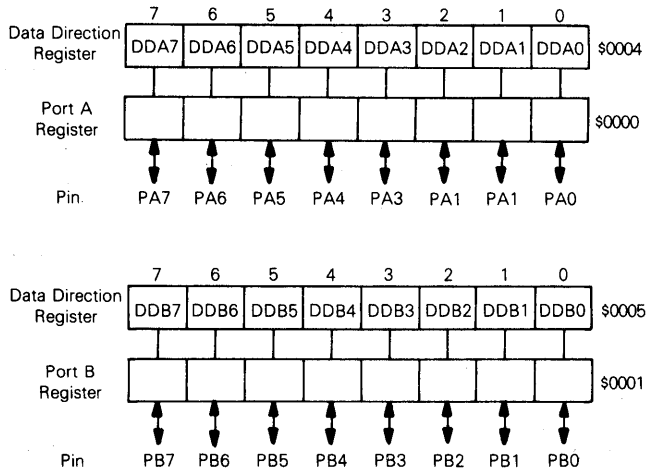 7 6 5 4 3 2 1 0
Data Direction Register DDA7 DDA6 DDA5 DDA4 DDA3 DDA2 DDA1 DDA0 $0004
Port A Register $0000
Pin. PA7 PA6 PA5 PA4 PA3 PA1 PA1 PA0
7 6 5 4 3 2 1 0
Data Direction Register DDB7 DDB6 DDB5 DDB4 DDB3 DDB2 DDB1 DDB0 $0005
Port B Register $0001
Pin PB7 PB6 PB5 PB4 PB3 PB2 PB1 PB0